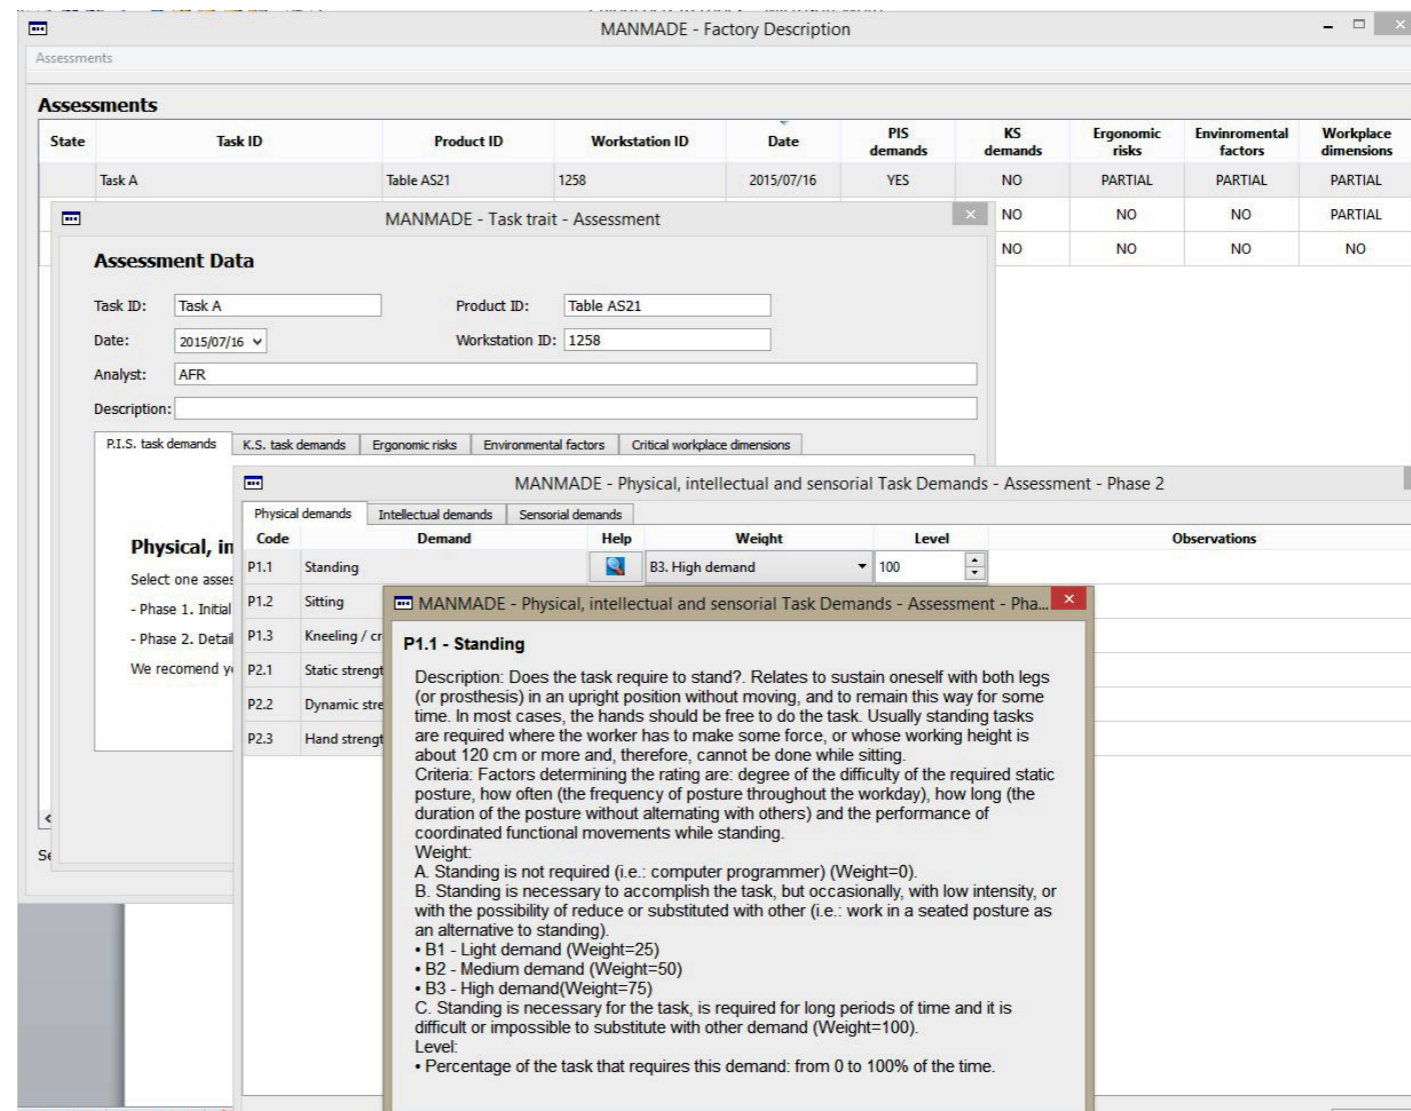 MANMADE - Factory Description
Assessments
Assessments
State Task ID Product ID Workstation ID Date PIS demands KS demands Ergonomic risks Envinromental factors Workplace dimensions
Task A Table AS21 1258 2015/07/16 YES NO PARTIAL PARTIAL PARTIAL
NO NO NO PARTIAL
NO NO NO NO
MANMADE - Task trait - Assessment
Assessment Data
Task ID: Task A Product ID: Table AS21
Date: 2015/07/16 Workstation ID: 1258
Analyst: AFR
Description:
P.I.S. task demands K.S. task demands Ergonomic risks Environmental factors Critical workplace dimensions
Physical, in
Select one asses
- Phase 1. Initial
- Phase 2. Detail
We recomend y
MANMADE - Physical, intellectual and sensorial Task Demands - Assessment - Phase 2
Physical demands Intellectual demands Sensorial demands
Code Demand Help Weight Level Observations
P1.1 Standing B3. High demand 100
P1.2 Sitting
P1.3 Kneeling / cr
P2.1 Static strengt
P2.2 Dynamic stre
P2.3 Hand strengt
MANMADE - Physical, intellectual and sensorial Task Demands - Assessment - Pha...
P1.1 - Standing
Description: Does the task require to stand?. Relates to sustain oneself with both legs
(or prosthesis) in an upright position without moving, and to remain this way for some
time. In most cases, the hands should be free to do the task. Usually standing tasks
are required where the worker has to make some force, or whose working height is
about 120 cm or more and, therefore, cannot be done while sitting.
Criteria: Factors determining the rating are: degree of the difficulty of the required static
posture, how often (the frequency of posture throughout the workday), how long (the
duration of the posture without alternating with others) and the performance of
coordinated functional movements while standing.
Weight:
A. Standing is not required (i.e.: computer programmer) (Weight=0).
B. Standing is necessary to accomplish the task, but occasionally, with low intensity, or
with the possibility of reduce or substituted with other (i.e.: work in a seated posture as
an alternative to standing).
• B1 - Light demand (Weight=25)
• B2 - Medium demand (Weight=50)
• B3 - High demand(Weight=75)
C. Standing is necessary for the task, is required for long periods of time and it is
difficult or impossible to substitute with other demand (Weight=100).
Level:
• Percentage of the task that requires this demand: from 0 to 100% of the time.